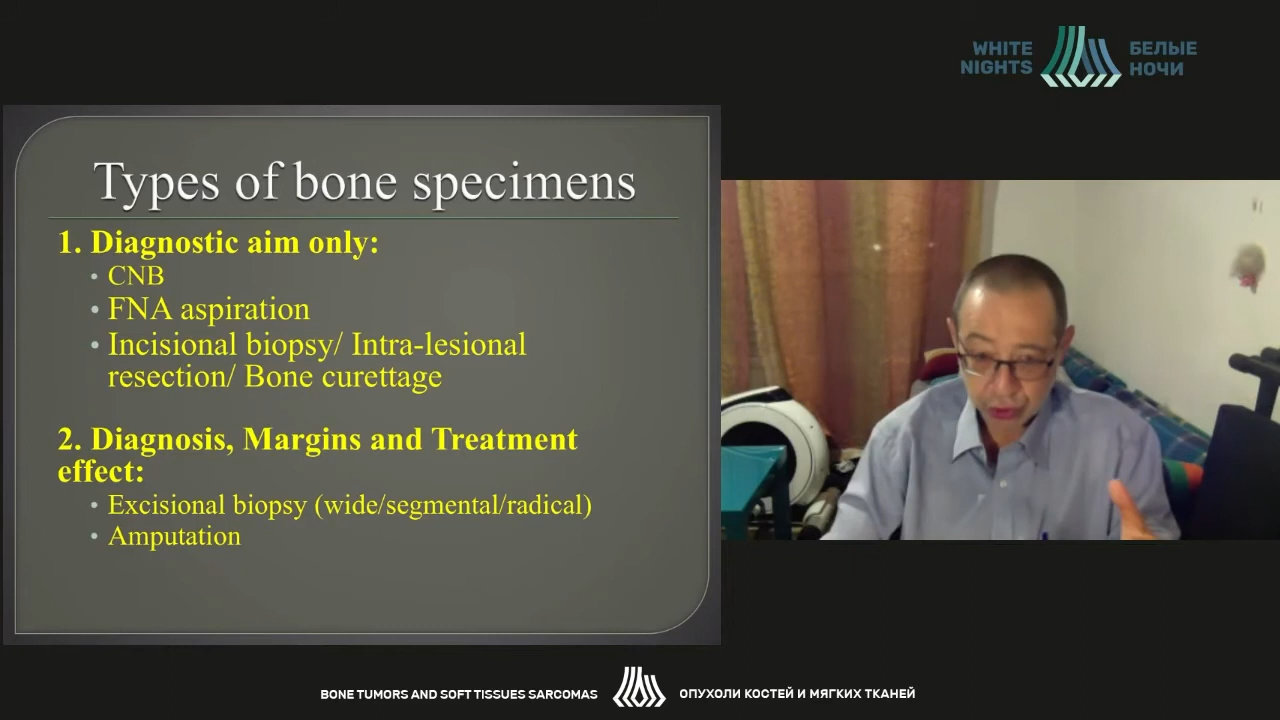 WHITE NIGHTS
БЕЛЫЕ НОЧИ
Types of bone specimens
1. Diagnostic aim only:
• CNB
• FNA aspiration
• Incisional biopsy/ Intra-lesional
resection/ Bone curettage
2. Diagnosis, Margins and Treatment
effect:
• Excisional biopsy (wide/segmental/radical)
• Amputation
BONE TUMORS AND SOFT TISSUES SARCOMAS
ОПУХОЛИ КОСТЕЙ И МЯГКИХ ТКАНЕЙ